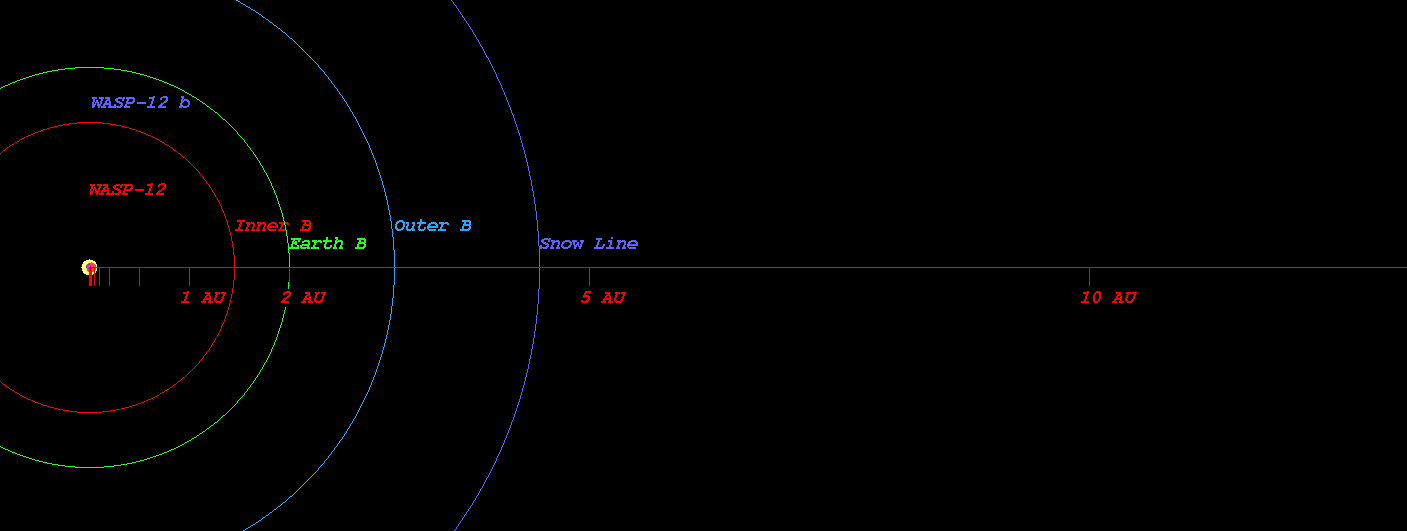 WASP-12 b
WASP-12
Inner B
Outer B
Earth B
Snow Line
1 AU
2 AU
5 AU
10 AU